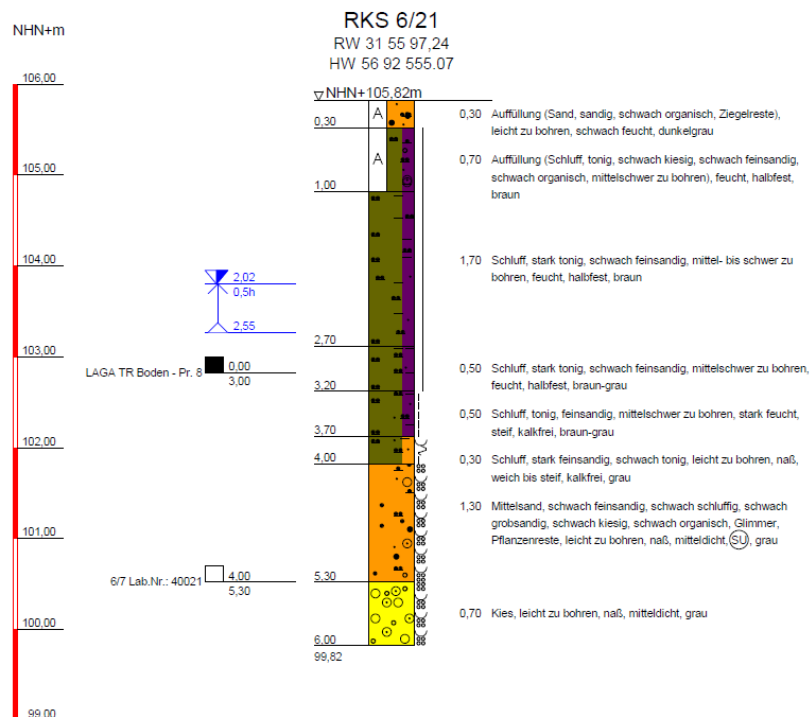 RKS 6/21
NHN+m
RW 31 55 97,24
HW 56 92 555.07
106,00
NHN+105,82m
A
0,30
0,30 Auffüllung (Sand, sandig, schwach organisch, Ziegelreste),
leicht zu bohren, schwach feucht, dunkelgrau
105,00
A
1,00
0,70 Auffüllung (Schluff, tonig, schwach kiesig, schwach feinsandig,
schwach organisch, mittelschwer zu bohren), feucht, halbfest,
braun
104,00
2,02
0,5h
2,55
1,70 Schluff, stark tonig, schwach feinsandig, mittel- bis schwer zu
bohren, feucht, halbfest, braun
103,00
2,70
LAGA TR Boden - Pr. 8
0,00
3,00
3,20
0,50 Schluff, stark tonig, schwach feinsandig, mittelschwer zu bohren,
feucht, halbfest, braun-grau
3,70
0,50 Schluff, tonig, feinsandig, mittelschwer zu bohren, stark feucht,
steif, kalkfrei, braun-grau
102,00
4,00
0,30 Schluff, stark feinsandig, schwach tonig, leicht zu bohren, naß,
weich bis steif, kalkfrei, grau
101,00
1,30 Mittelsand, schwach feinsandig, schwach schluffig, schwach
grobsandig, schwach kiesig, schwach organisch, Glimmer,
Pflanzenreste, leicht zu bohren, naß, mitteldicht, SU, grau
6/7 Lab.Nr.: 40021
4,00
5,30
5,30
100,00
0,70 Kies, leicht zu bohren, naß, mitteldicht, grau
6,00
99,82
99,00